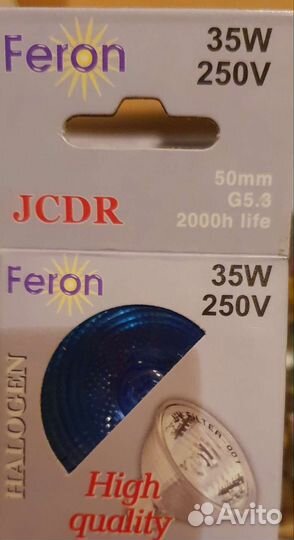 Feron
35W
250V
50mm
G5.3
2000h life
JCDR
Feron
35W
250V
HALOGEN
High
quality
Avito